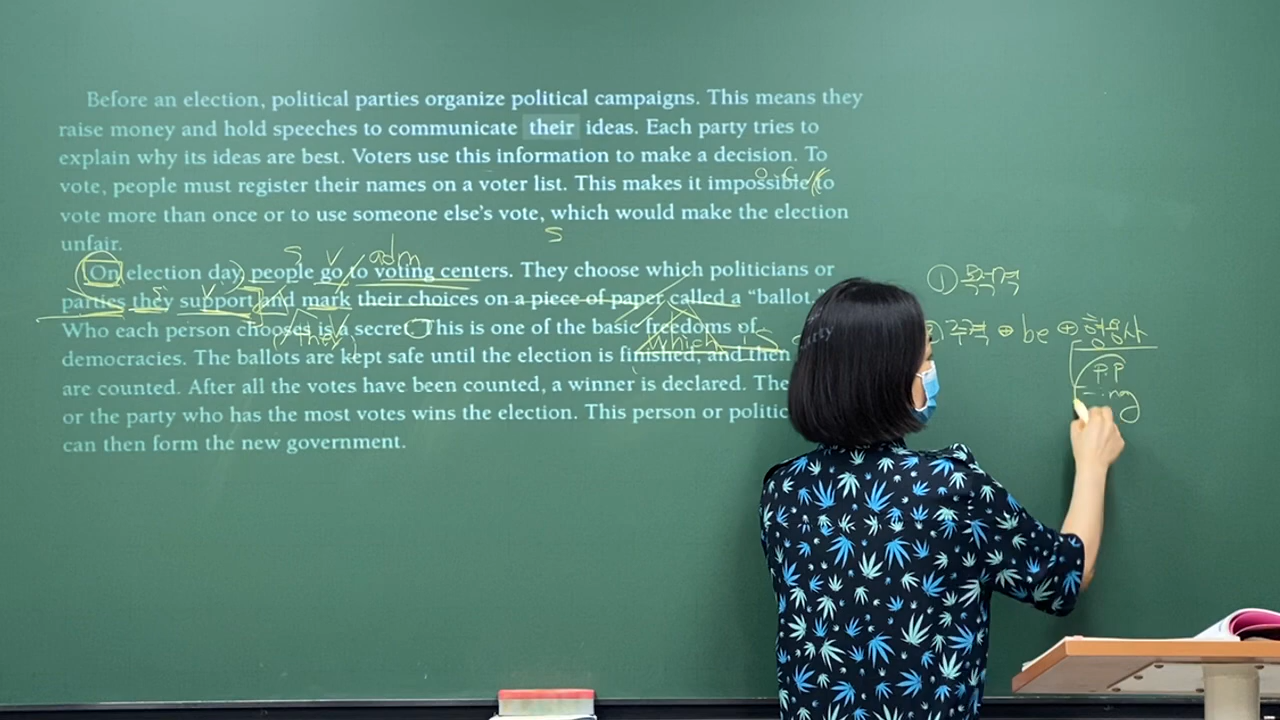 Before an election, political parties organize political campaigns. This means they
raise money and hold speeches to communicate their ideas. Each party tries to
explain why its ideas are best. Voters use this information to make a decision. To
vote, people must register their names on a voter list. This makes it impossible to
vote more than once or to use someone else's vote, which would make the election
unfair.
S
S V adm
On election day, people go to voting centers. They choose which politicians or
S V
parties they support and mark their choices on a piece of paper called a "ballot."
Who each person chooses is a secret. This is one of the basic freedoms of
(they) which is
democracies. The ballots are kept safe until the election is finished, and then
are counted. After all the votes have been counted, a winner is declared. The
or the party who has the most votes wins the election. This person or
can then form the new government.
① 목적격
주격 ⊕ be ⊕ 형용사
PP
-ing